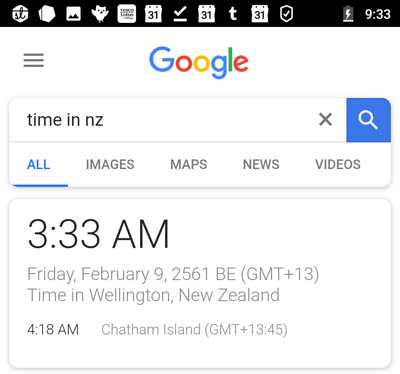 31 31 t 31 9:33
Google
time in nz
ALL IMAGES MAPS NEWS VIDEOS
3:33 AM
Friday, February 9, 2561 BE (GMT+13)
Time in Wellington, New Zealand
4:18 AM Chatham Island (GMT+13:45)